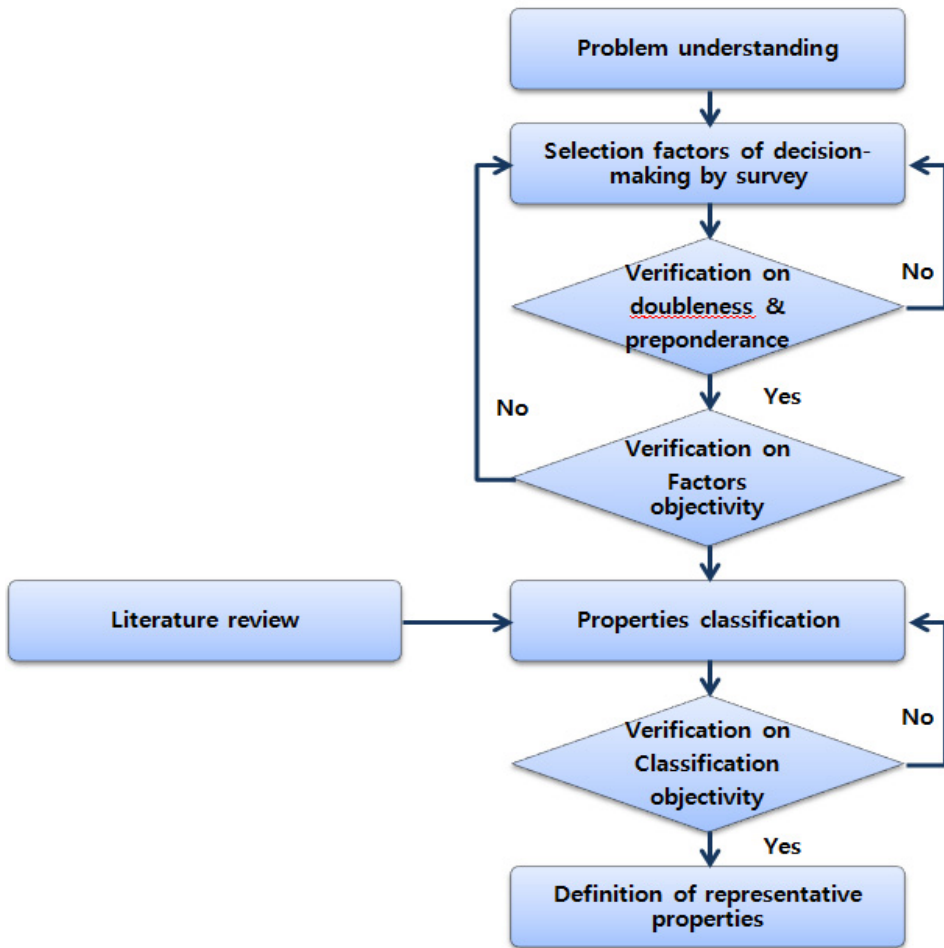 Problem understanding
Selection factors of decision-
making by survey
Verification on
doubleness &
preponderance
No
Yes
No
Verification on
Factors
objectivity
Literature review
Properties classification
Verification on
Classification
objectivity
No
Yes
Definition of representative
properties